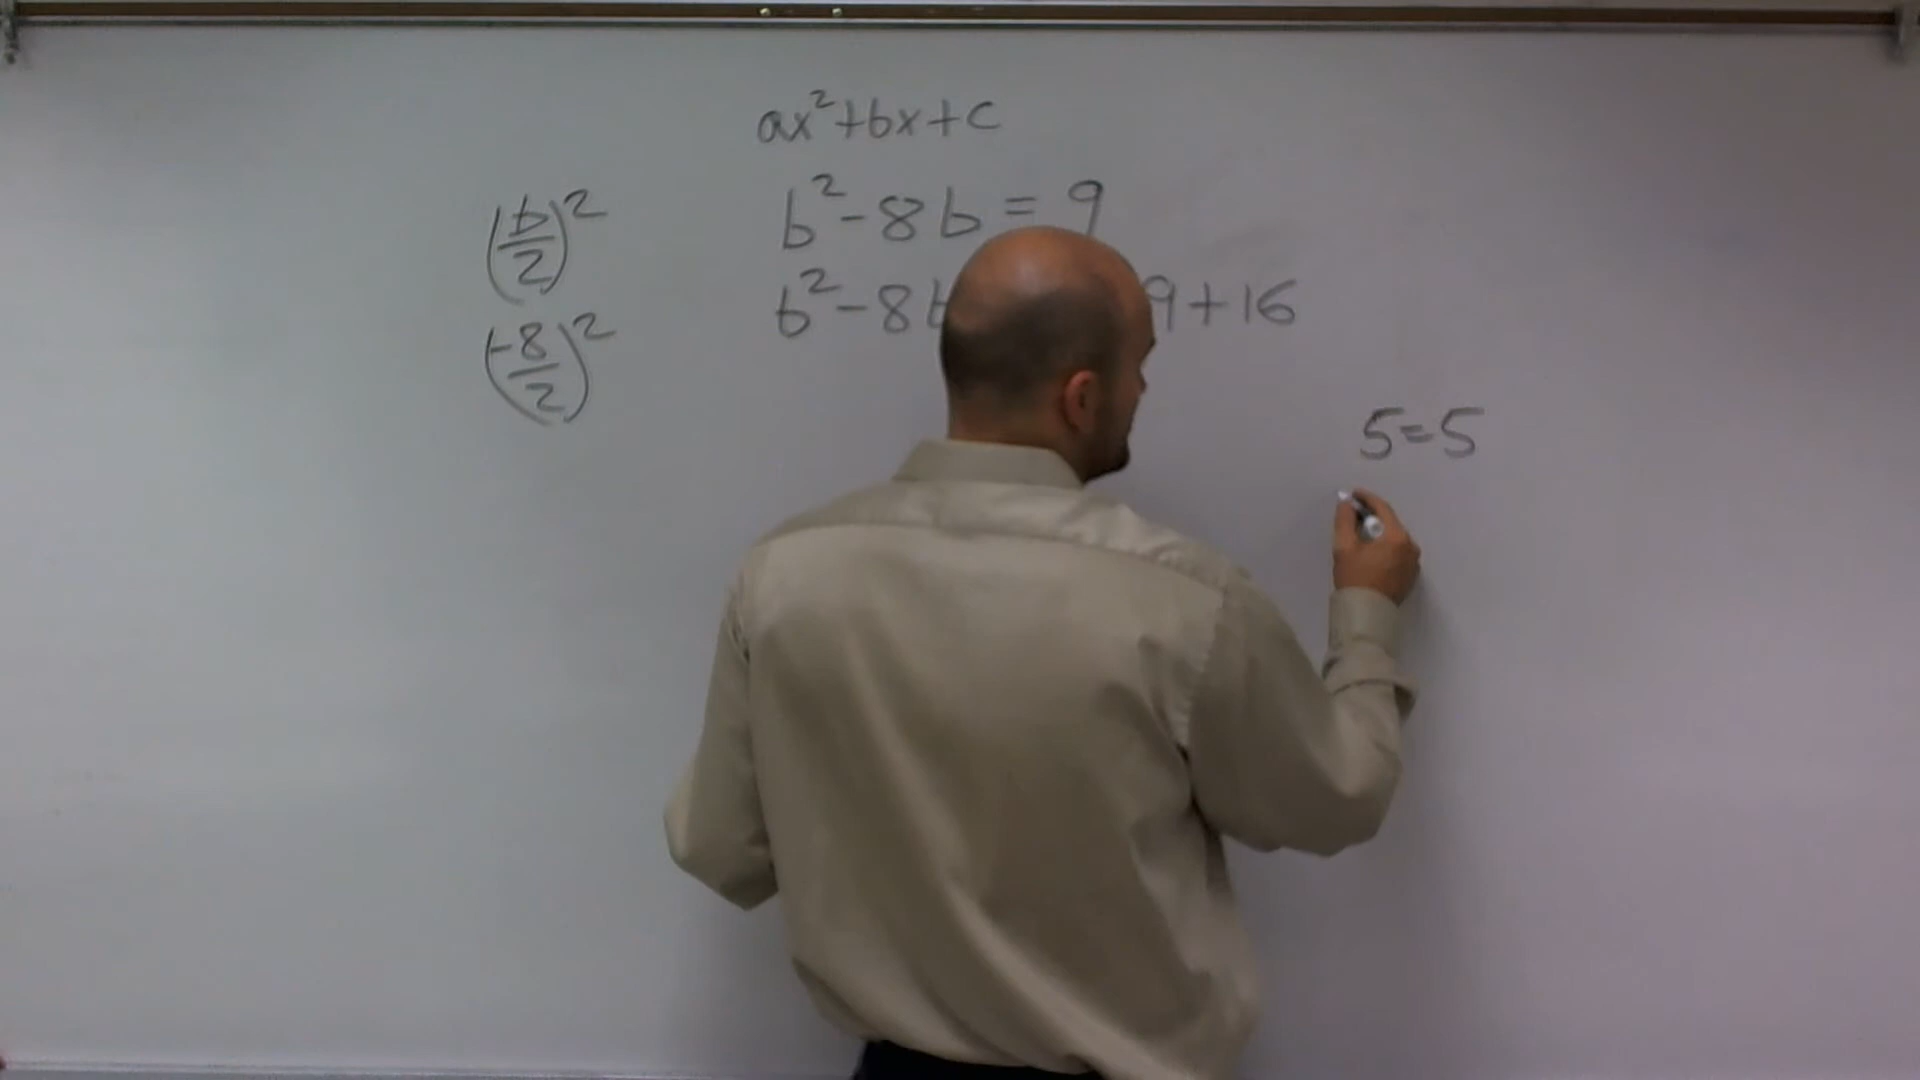 ax²+bx+c
(b/2)²
b²-8b = 9
(-8/2)²
b²-8b 9+16
5=5